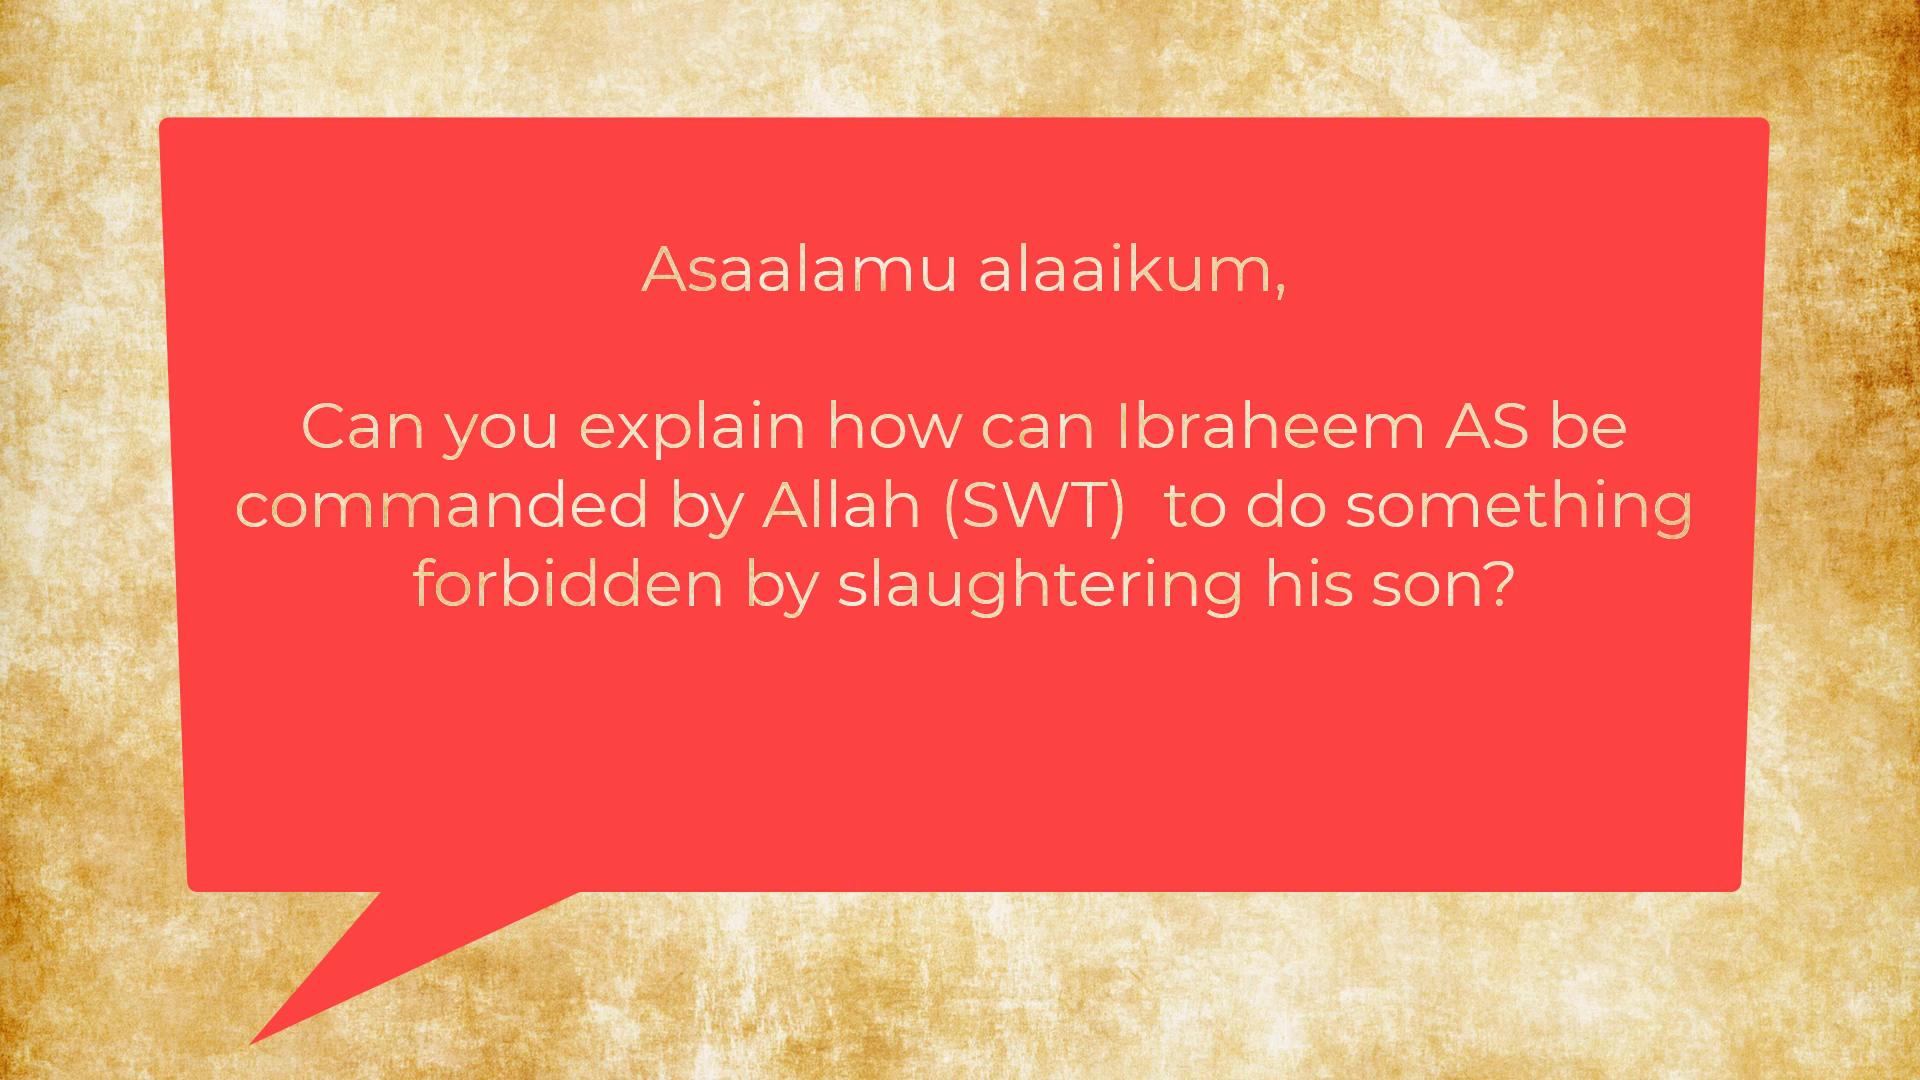 Asaalamu alaaikum,
Can you explain how can Ibraheem AS be
commanded by Allah (SWT)  to do something
forbidden by slaughtering his son?